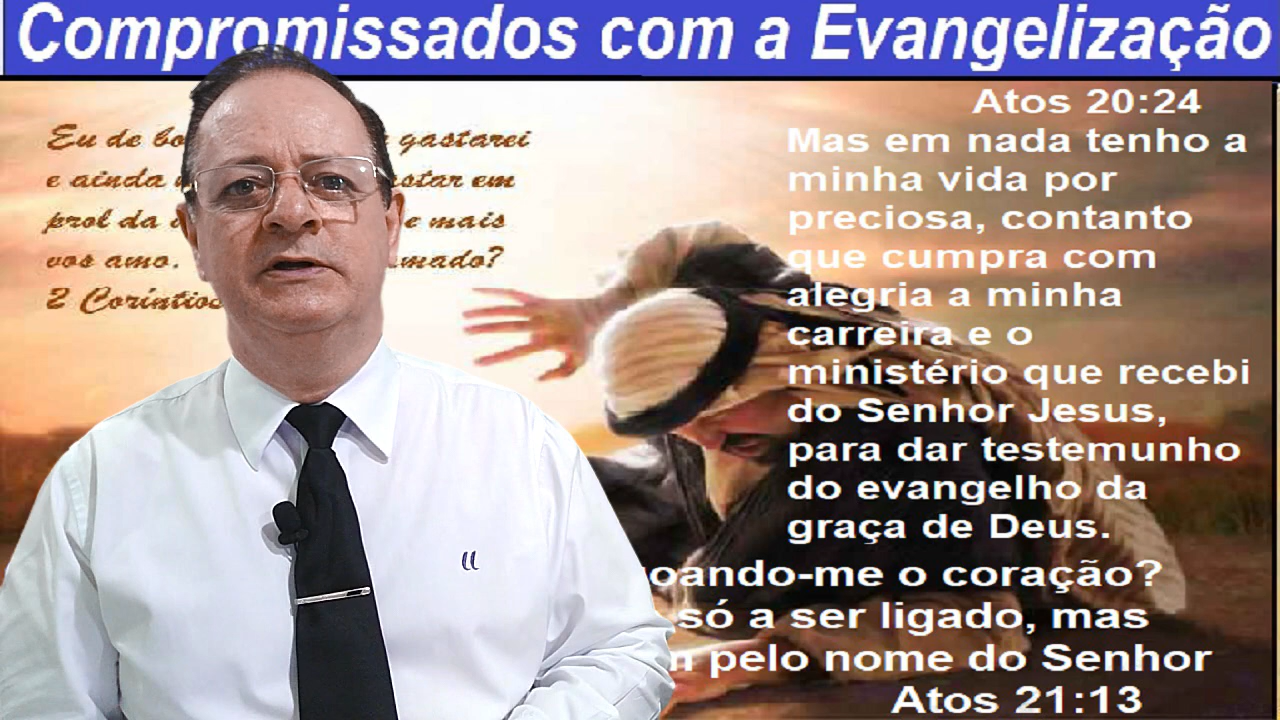 Compromissados com a Evangelização
Eu de bo gastarei
e ainda star em
prol da e mais
vos amo. mado?
2 Coríntios
Atos 20:24
Mas em nada tenho a
minha vida por
preciosa, contanto
que cumpra com
alegria a minha
carreira e o
ministério que recebi
do Senhor Jesus,
para dar testemunho
do evangelho da
graça de Deus.
oando-me o coração?
só a ser ligado, mas
pelo nome do Senhor
Atos 21:13